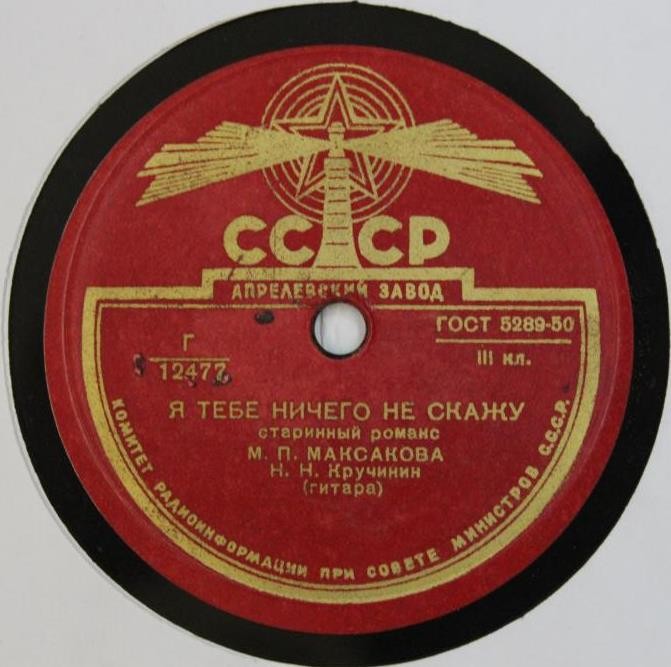 СССР
АПРЕЛЕВСКИЙ ЗАВОД
ГОСТ 5289-50
III кл.
Г
Я ТЕБЕ НИЧЕГО НЕ СКАЖУ
старинный романс
М. П. МАКСАКОВА
Н. Н. Кручинин
(гитара)
КОМИТЕТ РАДИОИНФОРМАЦИИ ПРИ СОВЕТЕ МИНИСТРОВ С.С.С.Р.